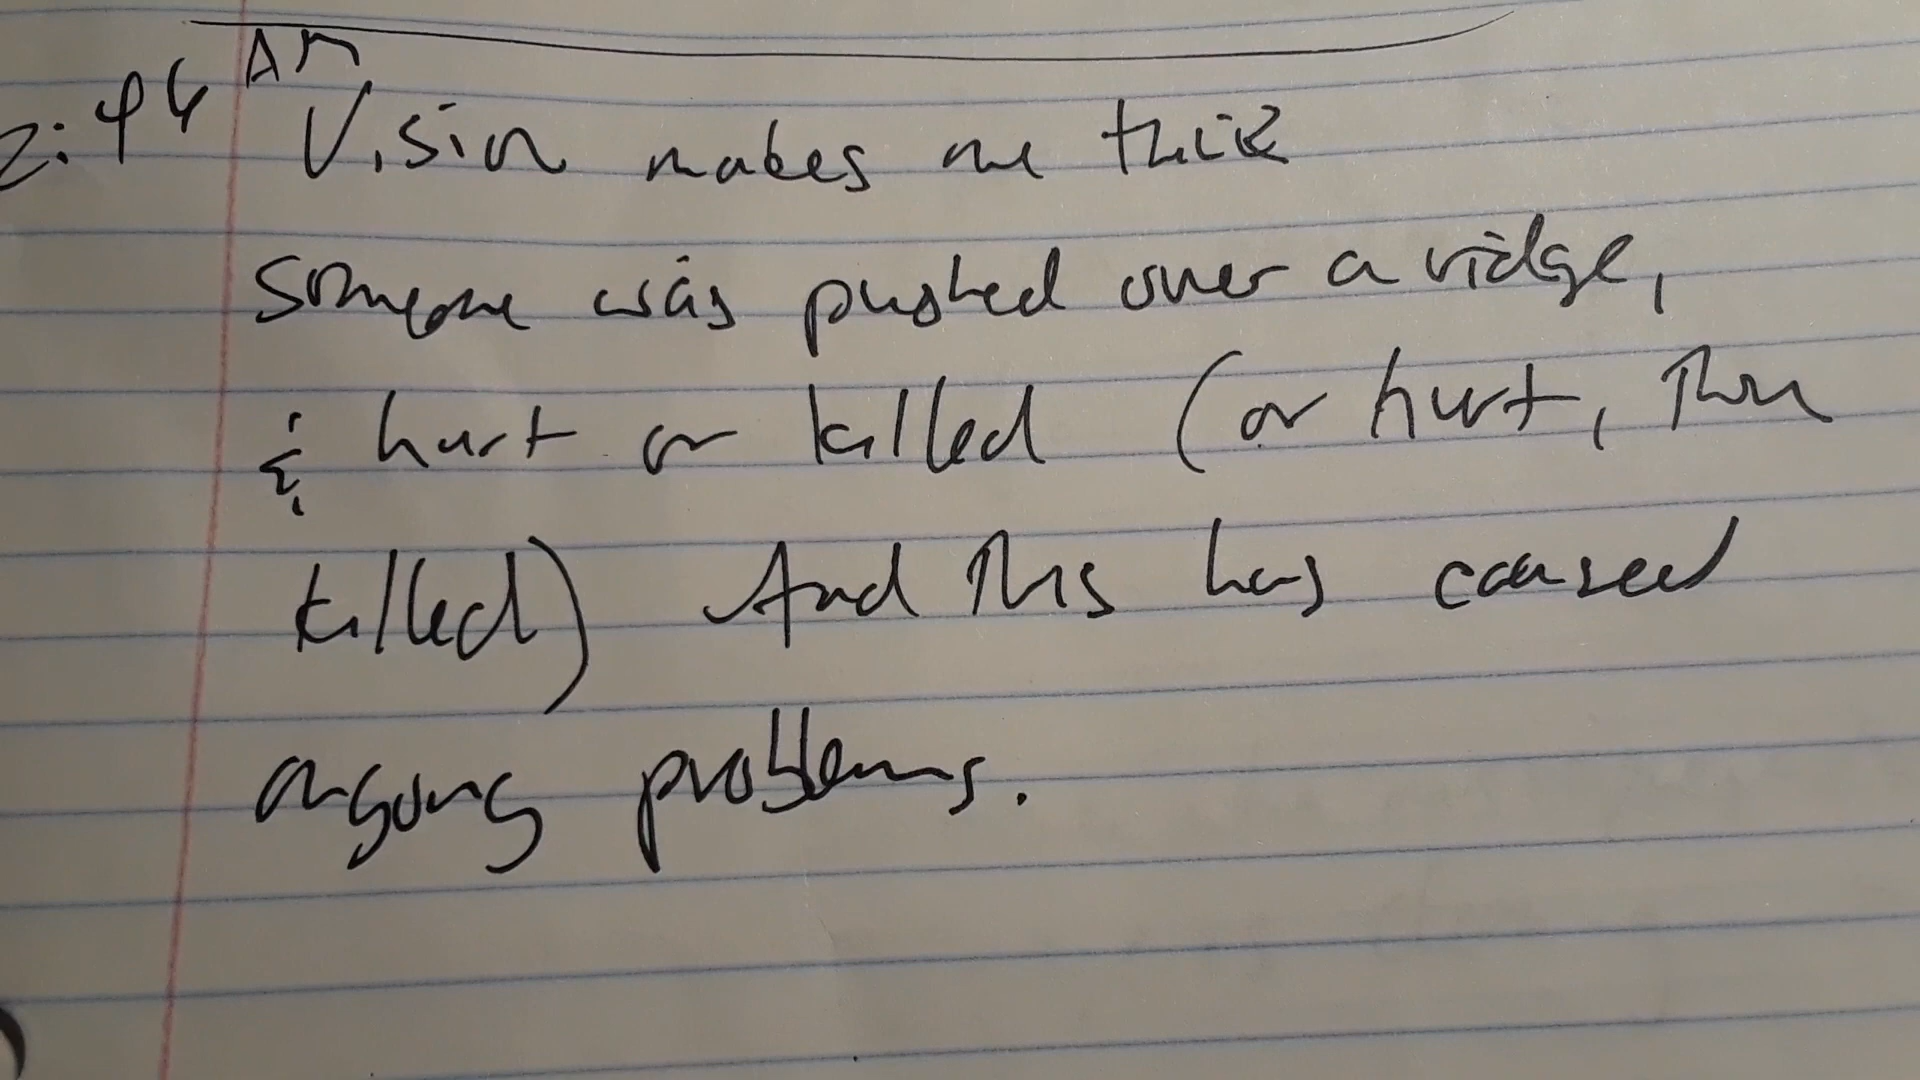 2:46 AM Vision makes me think
someone was pushed over a ridge,
& hurt or killed (or hurt, then
killed) And this has caused
ongoing problems.